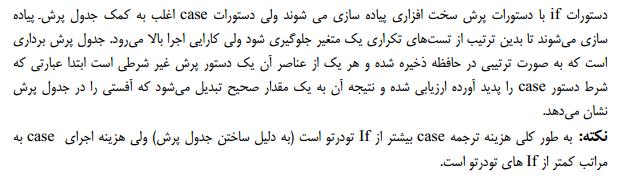 دستورات if با دستورات پرش سخت افزاری پیاده سازی می شوند ولی دستورات case اغلب به کمک جدول پرش_ پیاده
سازی می‌شوند تا بدین ترتیب از تست‌های تکراری یک متغیر جلوگیری شود ولی کارایی اجرا بالا می‌رود. جدول پرش برداری
است که به صورت ترتیبی در حافظه ذخیره شده و هر یک از عناصر آن یک دستور پرش غیر شرطی است ابتدا عبارتی که
شرط دستور case را پدید آورده ارزیابی شده و نتیجه آن به یک مقدار صحیح تبدیل می‌شود که آفستی را در جدول پرش
نشان می‌دهد.
نکته: به طور کلی هزینه ترجمه case بیشتر از If تودرتو است (به دلیل ساختن جدول پرش) ولی هزینه اجرای case به
مراتب کمتر از If های تودرتو است.